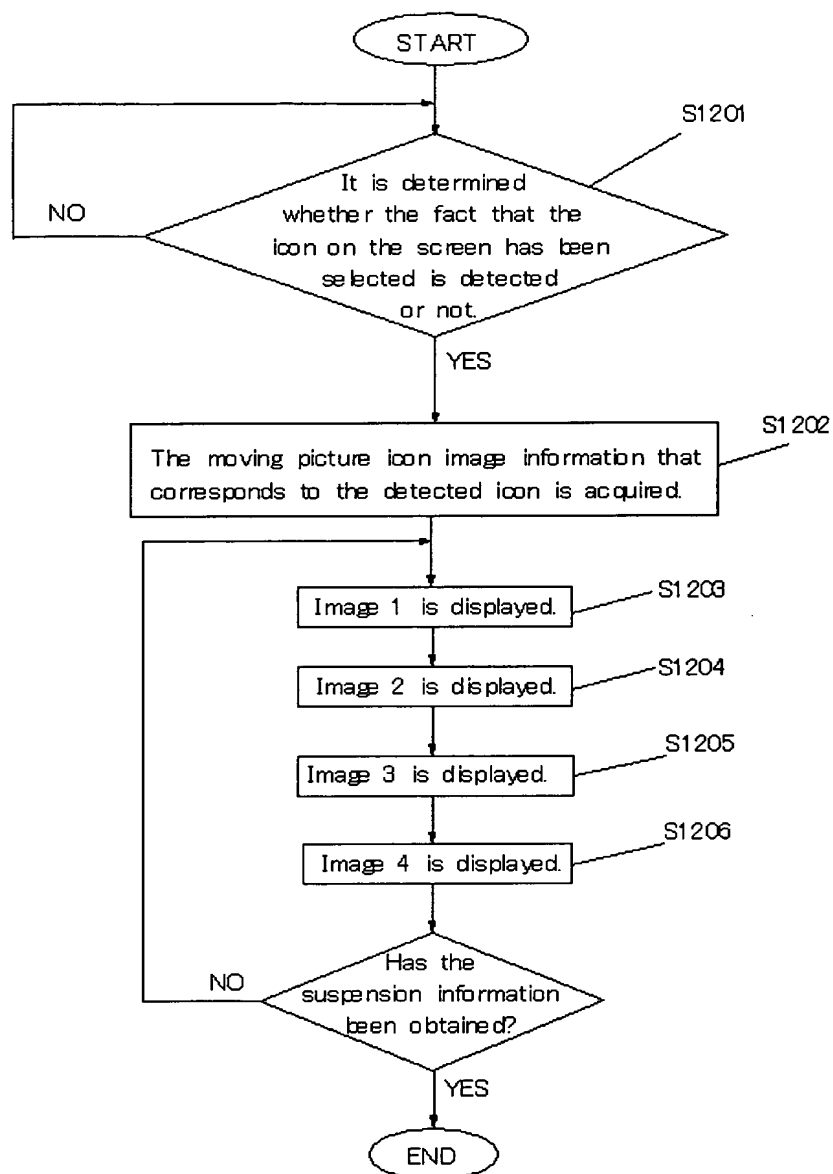 START
S1201
It is determined
whether the fact that the
icon on the screen has been
selected is detected
or not.
NO
YES
S1202
The moving picture icon image information that
corresponds to the detected icon is acquired.
S1203
Image 1 is displayed.
S1204
Image 2 is displayed.
S1205
Image 3 is displayed.
S1206
Image 4 is displayed.
Has the
suspension information
been obtained?
NO
YES
END